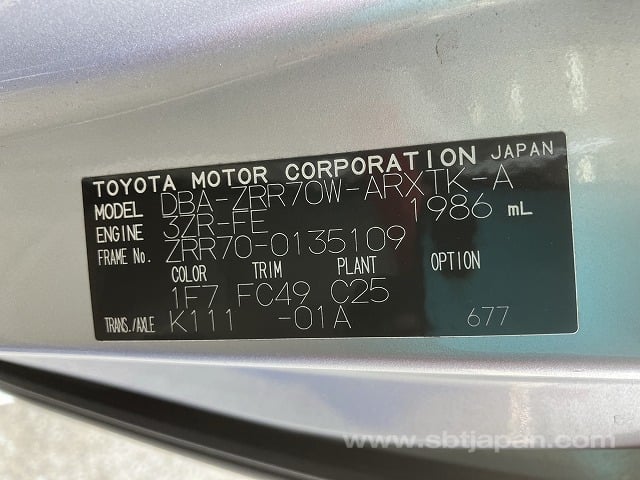 TOYOTA MOTOR CORPORATION JAPAN
MODEL DBA-ZRR70W-ARXTK-A
ENGINE 3ZR-FE 1986 mL
FRAME No. ZRR70-0135109
COLOR TRIM PLANT OPTION
1F7 FC49 C25
TRANS./AXLE K111 -01A 677
www.sbtjapan.com